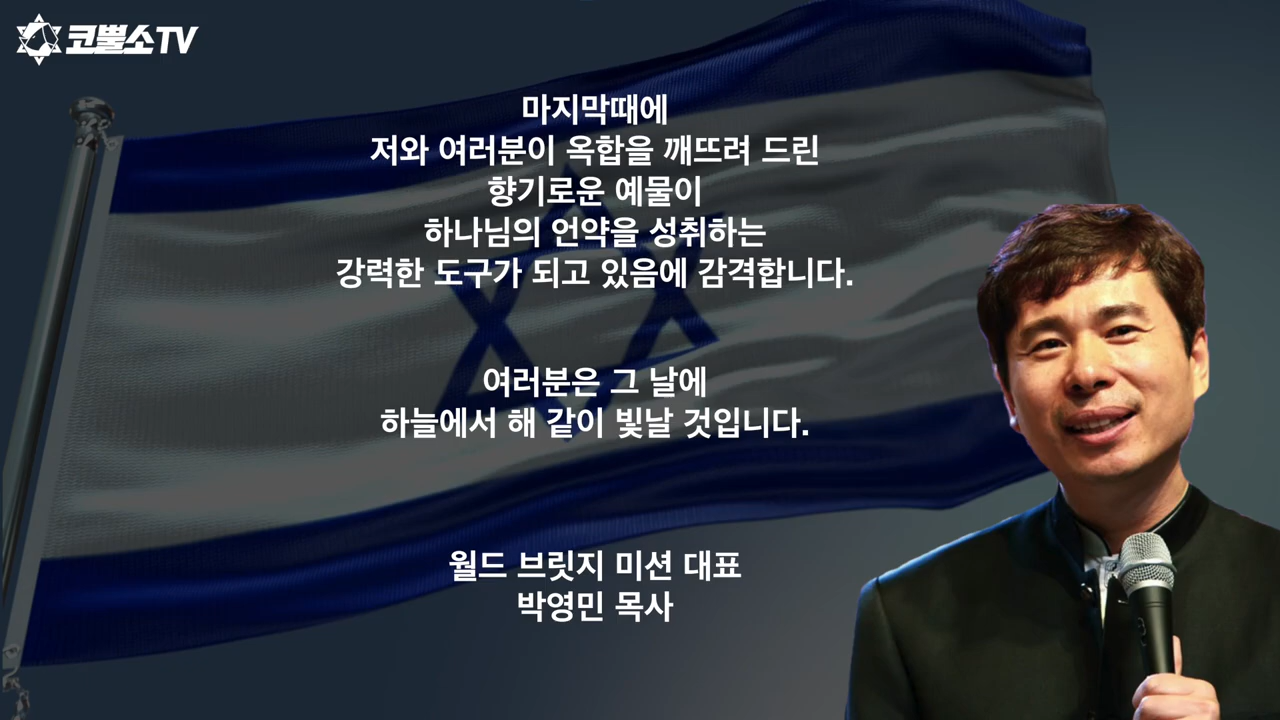 코뿔소TV
마지막때에
저와 여러분이 옥합을 깨뜨려 드린
향기로운 예물이
하나님의 언약을 성취하는
강력한 도구가 되고 있음에 감격합니다.
여러분은 그 날에
하늘에서 해 같이 빛날 것입니다.
월드 브릿지 미션 대표
박영민 목사